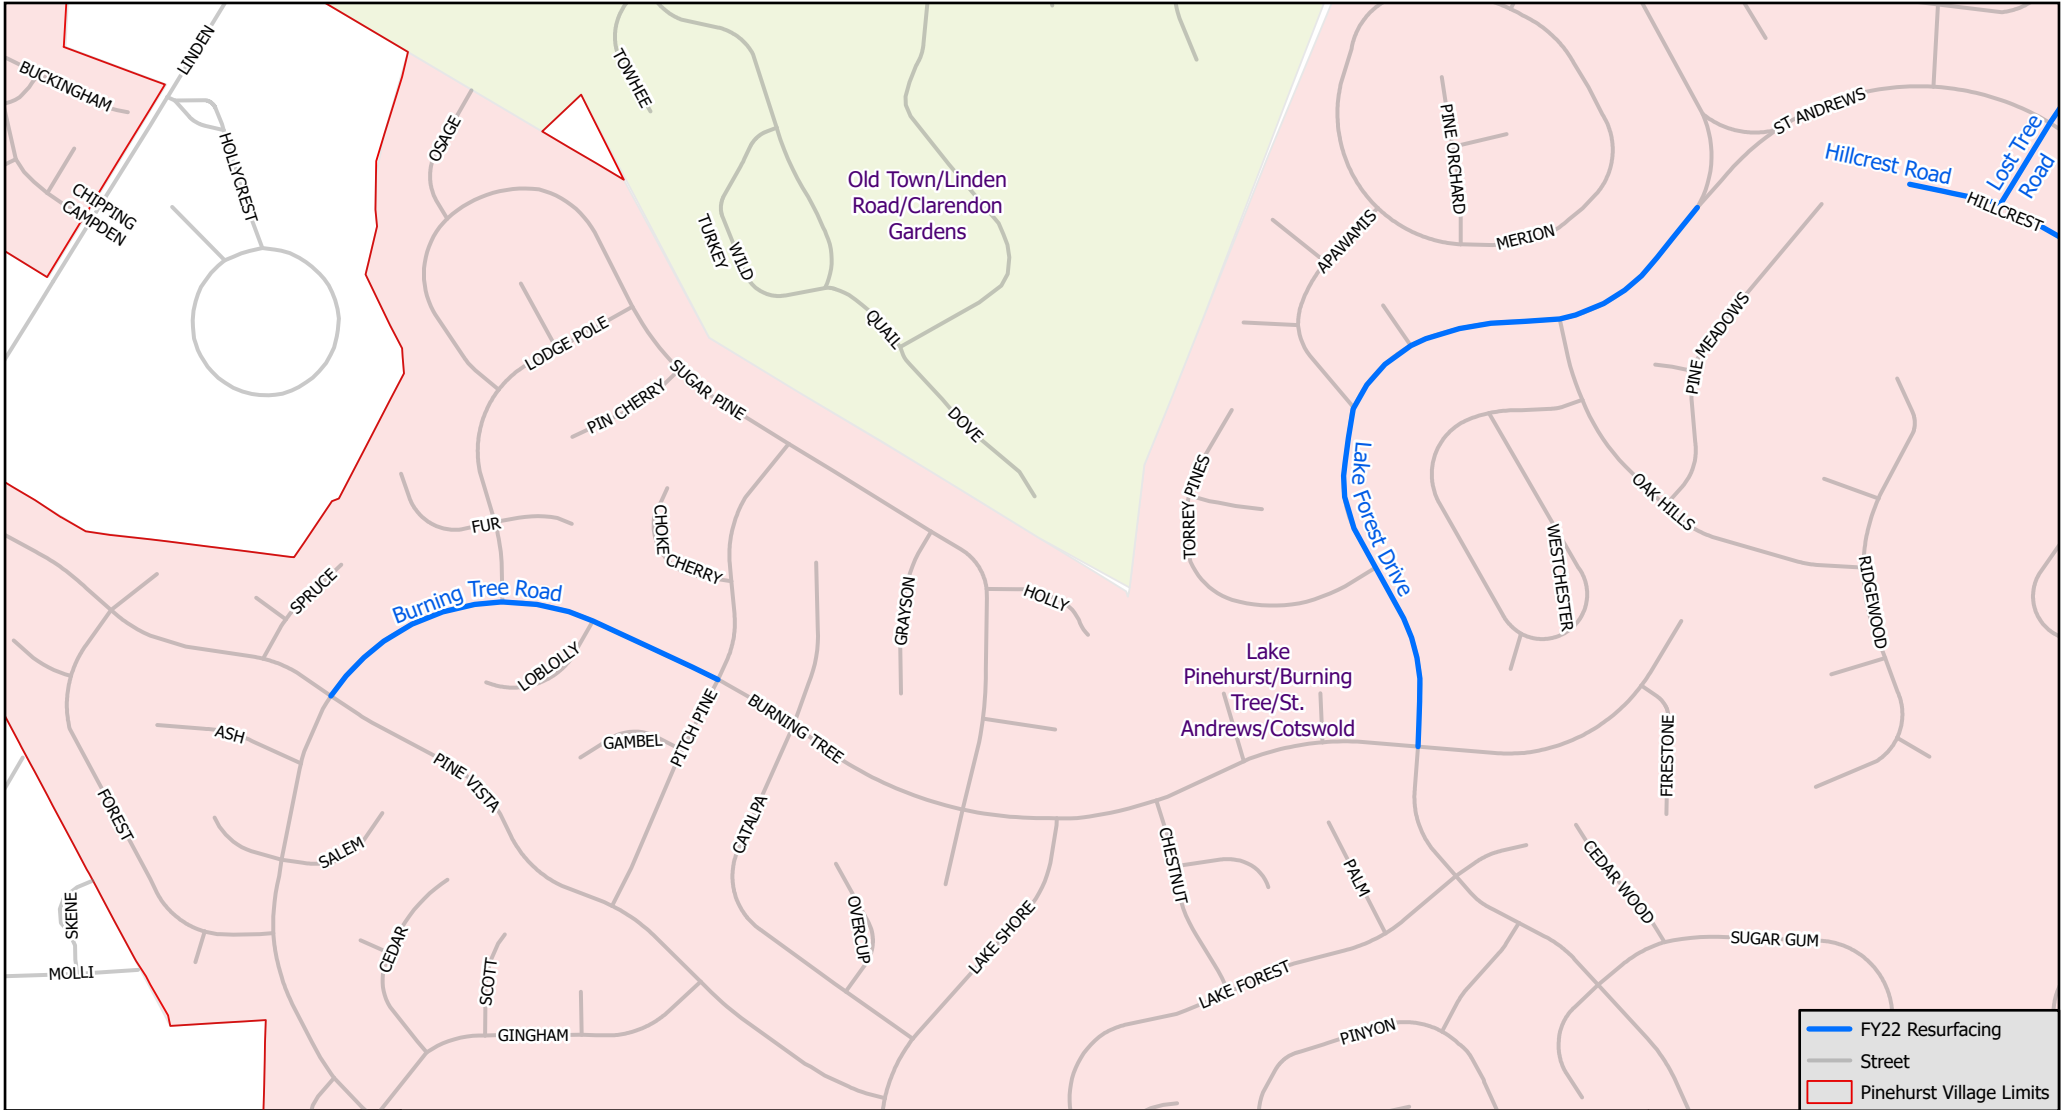 LINDEN
BUCKINGHAM
TOWHEE
OSAGE
HOLLYCREST
CHIPPING
CAMPDEN
PINE ORCHARD
ST ANDREWS
Hillcrest Road
Lost Tree
Road
HILLCREST
Old Town/Linden
Road/Clarendon
Gardens
TURKEY
WILD
APAWAMIS
MERION
QUAIL
LODGE POLE
PINE MEADOWS
SUGAR PINE
PIN CHERRY
DOVE
TORREY PINES
Lake Forest Drive
OAK HILLS
FUR
CHOKE
CHERRY
WESTCHESTER
RIDGEWOOD
SPRUCE
Burning Tree Road
GRAYSON
HOLLY
LOBLOLLY
Lake
Pinehurst/Burning
Tree/St.
Andrews/Cotswold
ASH
GAMBEL
PITCH PINE
BURNING TREE
FIRESTONE
PINE VISTA
FOREST
CATALPA
SALEM
CHESTNUT
PALM
CEDAR WOOD
SKENE
OVERCUP
LAKE SHORE
CEDAR
SUGAR GUM
MOLLI
SCOTT
LAKE FOREST
GINGHAM
PINYON
FY22 Resurfacing
Street
Pinehurst Village Limits